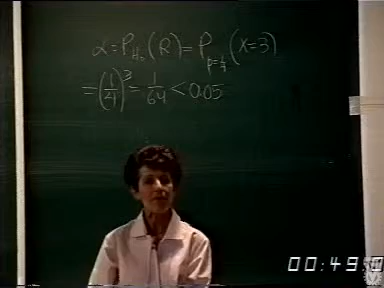 α = P_{H₀}(R) = P_{p=1/4}(X=3)
= (1/4)³ = 1/64 < 0.05
00:49:0